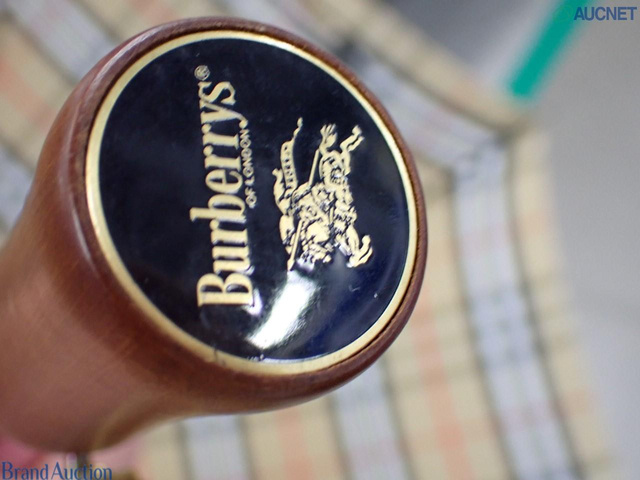 AUCNET
Burberrys®
OF LONDON
BrandAuction